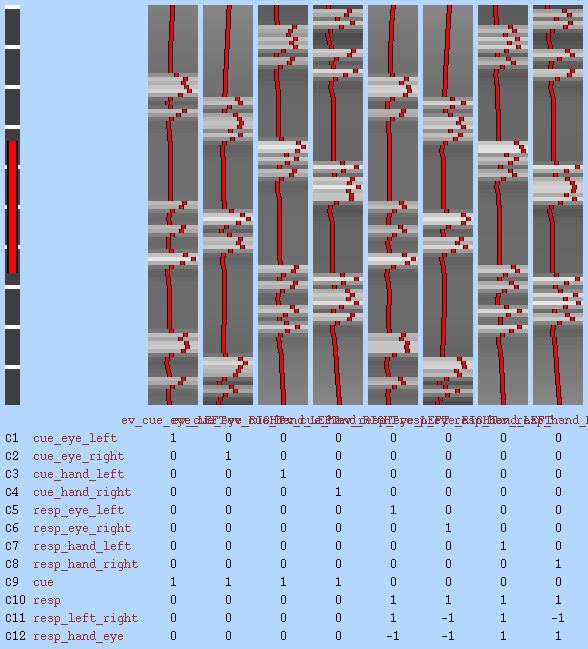 C1 cue_eye_left 1 0 0 0 0 0 0 0
C2 cue_eye_right 0 1 0 0 0 0 0 0
C3 cue_hand_left 0 0 1 0 0 0 0 0
C4 cue_hand_right 0 0 0 1 0 0 0 0
C5 resp_eye_left 0 0 0 0 1 0 0 0
C6 resp_eye_right 0 0 0 0 0 1 0 0
C7 resp_hand_left 0 0 0 0 0 0 1 0
C8 resp_hand_right 0 0 0 0 0 0 0 1
C9 cue 1 1 1 1 0 0 0 0
C10 resp 0 0 0 0 1 1 1 1
C11 resp_left_right 0 0 0 0 1 -1 1 -1
C12 resp_hand_eye 0 0 0 0 -1 -1 1 1